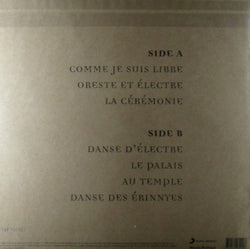 SIDE A
COMME JE SUIS LIBRE
ORESTE ET ÉLECTRE
LA CÉRÉMONIE
SIDE B
DANSE D'ÉLECTRE
LE PALAIS
AU TEMPLE
DANSE DES ÉRINNYES